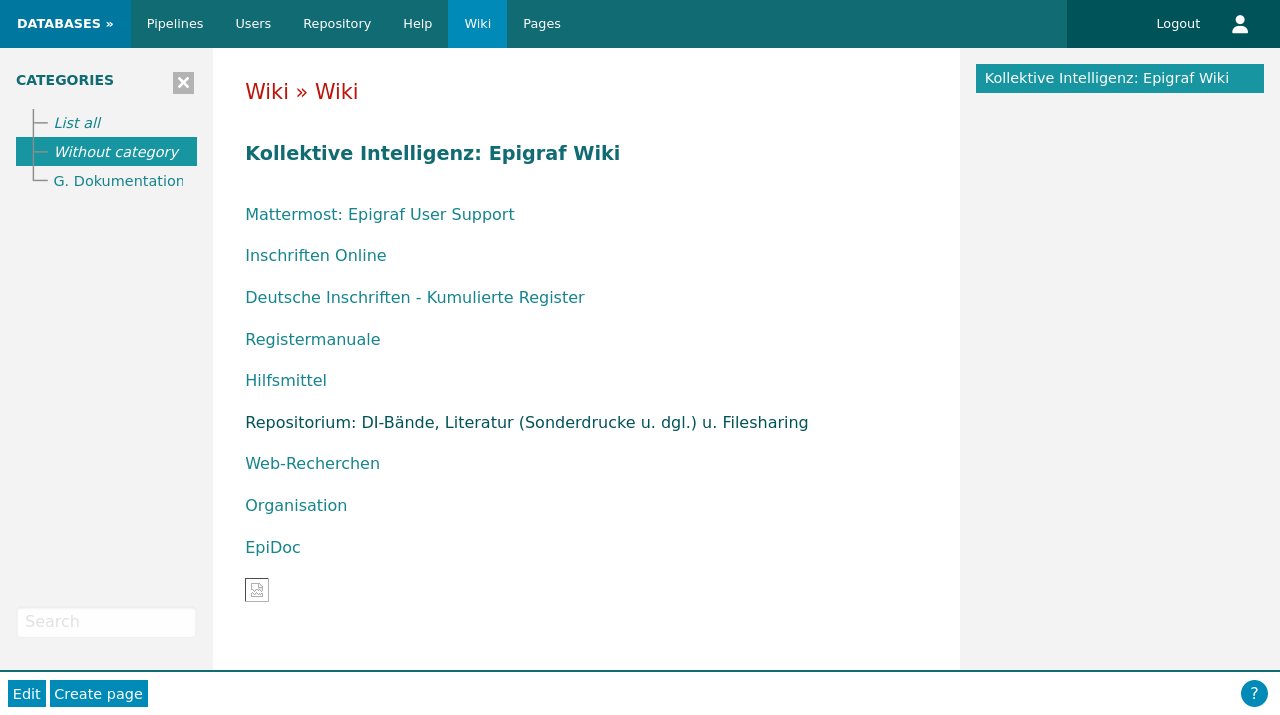 DATABASES »
Pipelines
Users
Repository
Help
Wiki
Pages
Logout
CATEGORIES
List all
Without category
G. Dokumentation
Search
Wiki » Wiki
Kollektive Intelligenz: Epigraf Wiki
Mattermost: Epigraf User Support
Inschriften Online
Deutsche Inschriften - Kumulierte Register
Registermanuale
Hilfsmittel
Repositorium: DI-Bände, Literatur (Sonderdrucke u. dgl.) u. Filesharing
Web-Recherchen
Organisation
EpiDoc
Kollektive Intelligenz: Epigraf Wiki
Edit
Create page
?